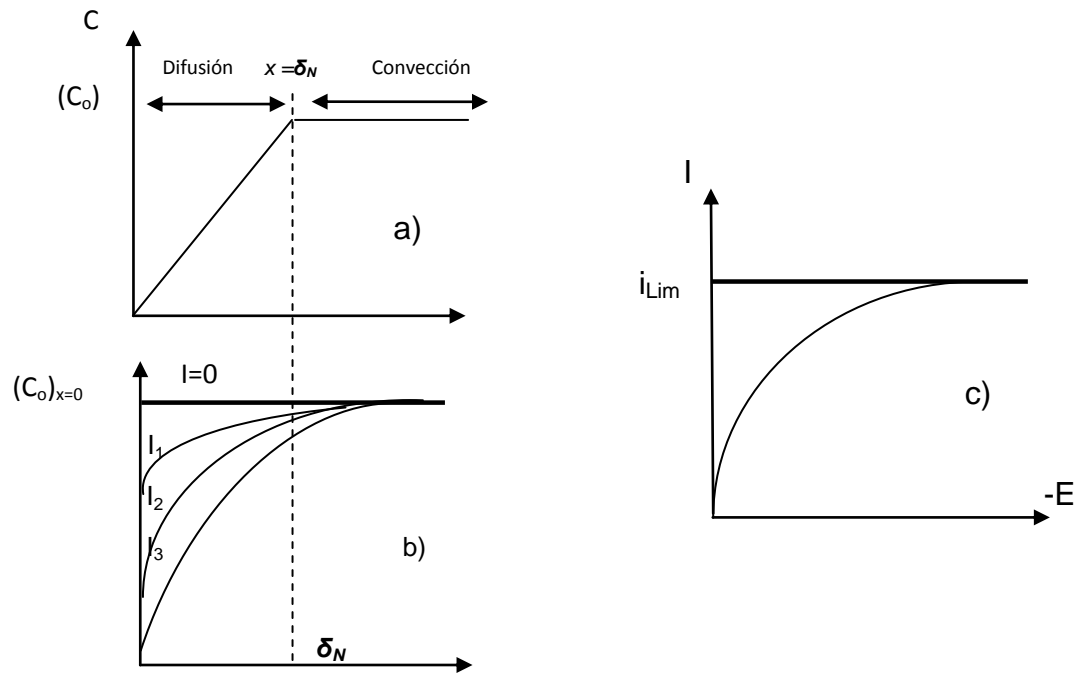 C
Difusión
x = δN
Convección
(Co)
a)
(Co)x=0
I=0
I1
I2
I3
b)
δN
I
iLim
c)
-E